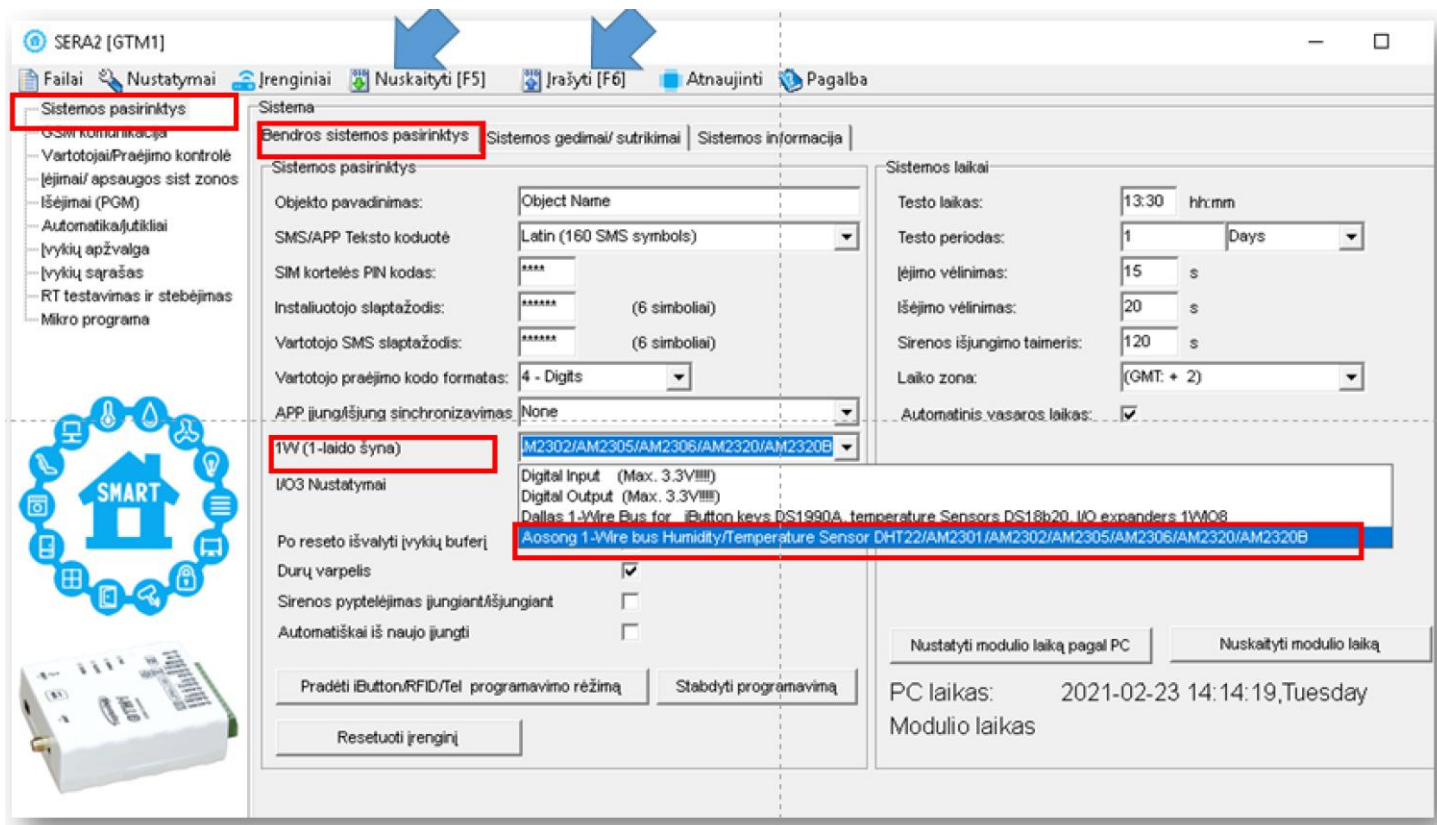 SERA2 [GTM1]
Failai Nustatymai Įrenginiai Nuskaityti [F5] Įrašyti [F6] Atnaujinti Pagalba
Sistemos pasirinktys
GSM komunikacija
Vartotojai/Praėjimo kontrolė
Įėjimai/ apsaugos sist zonos
Išėjimai (PGM)
Automatika/jutikliai
Įvykių apžvalga
Įvykių sąrašas
RT testavimas ir stebėjimas
Mikro programa
SMART
Sistema
Bendros sistemos pasirinktys Sistemos gedimai/ sutrikimai Sistemos informacija
Sistemos pasirinktys
Objekto pavadinimas: Object Name
SMS/APP Teksto koduotė Latin (160 SMS symbols)
SIM kortelės PIN kodas: ****
Instaliuotojo slaptažodis: ****** (6 simboliai)
Vartotojo SMS slaptažodis: ****** (6 simboliai)
Vartotojo praėjimo kodo formatas: 4 - Digits
APP įjung/išjung sinchronizavimas None
1W (1-laido šyna) M2302/AM2305/AM2306/AM2320/AM2320B
I/O3 Nustatymai
Digital Input (Max. 3.3V!!!!)
Digital Output (Max. 3.3V!!!!)
Dallas 1-Wire Bus for iButton keys DS1990A, temperature Sensors DS18b20, I/O expanders 1WIO8
Aosong 1-Wire bus Humidity/Temperature Sensor DHT22/AM2301/AM2302/AM2305/AM2306/AM2320/AM2320B
Po reseto išvalyti įvykių buferį
Durų varpelis
Sirenos pyptelėjimas įjungiant/išjungiant
Automatiškai iš naujo įjungti
Pradėti iButton/RFID/Tel programavimo rėžimą Stabdyti programavimą
Resetuoti įrenginį
Sistemos laikai
Testo laikas: 13:30 hh:mm
Testo periodas: 1 Days
Įėjimo vėlinimas: 15 s
Išėjimo vėlinimas: 20 s
Sirenos išjungimo taimeris: 120 s
Laiko zona: (GMT: + 2)
Automatinis vasaros laikas:
Nustatyti modulio laiką pagal PC Nuskaityti modulio laiką
PC laikas: 2021-02-23 14:14:19,Tuesday
Modulio laikas